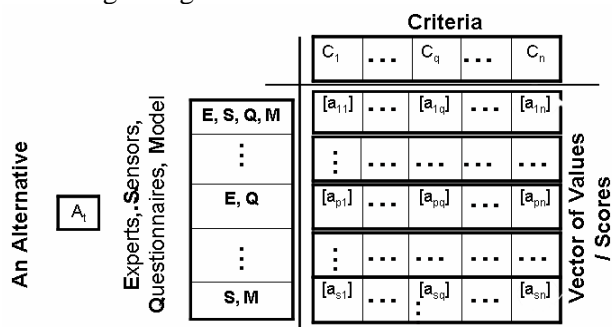 Criteria
C1 ... Cq ... Cn
E, S, Q, M [a11] ... [a1q] ... [a1n]
⋮ ⋮ ... ... ... ...
An Alternative
At
Experts, Sensors,
Questionnaires, Model
E, Q [ap1] ... [apq] ... [apn]
⋮ ⋮ ... ... ... ...
S, M [as1] ... [asq] ... [asn]
Vector of Values
/ Scores